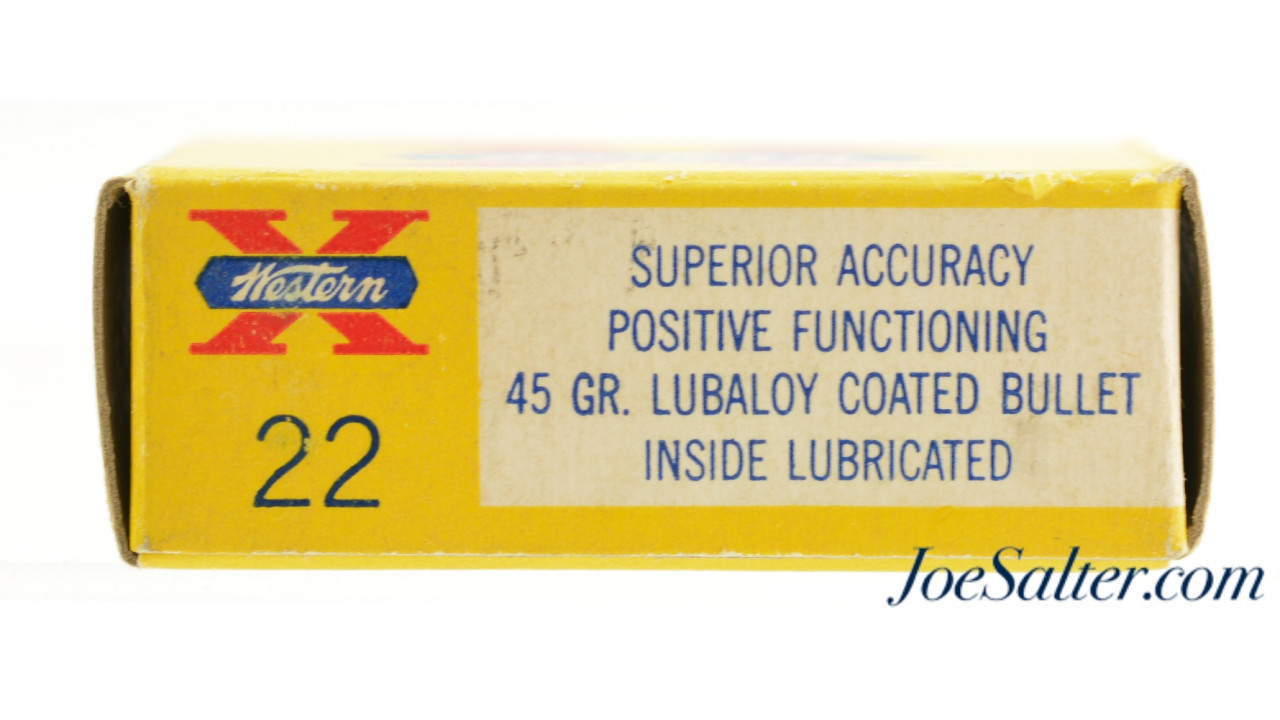 Western
22
SUPERIOR ACCURACY
POSITIVE FUNCTIONING
45 GR. LUBALOY COATED BULLET
INSIDE LUBRICATED
JoeSalter.com